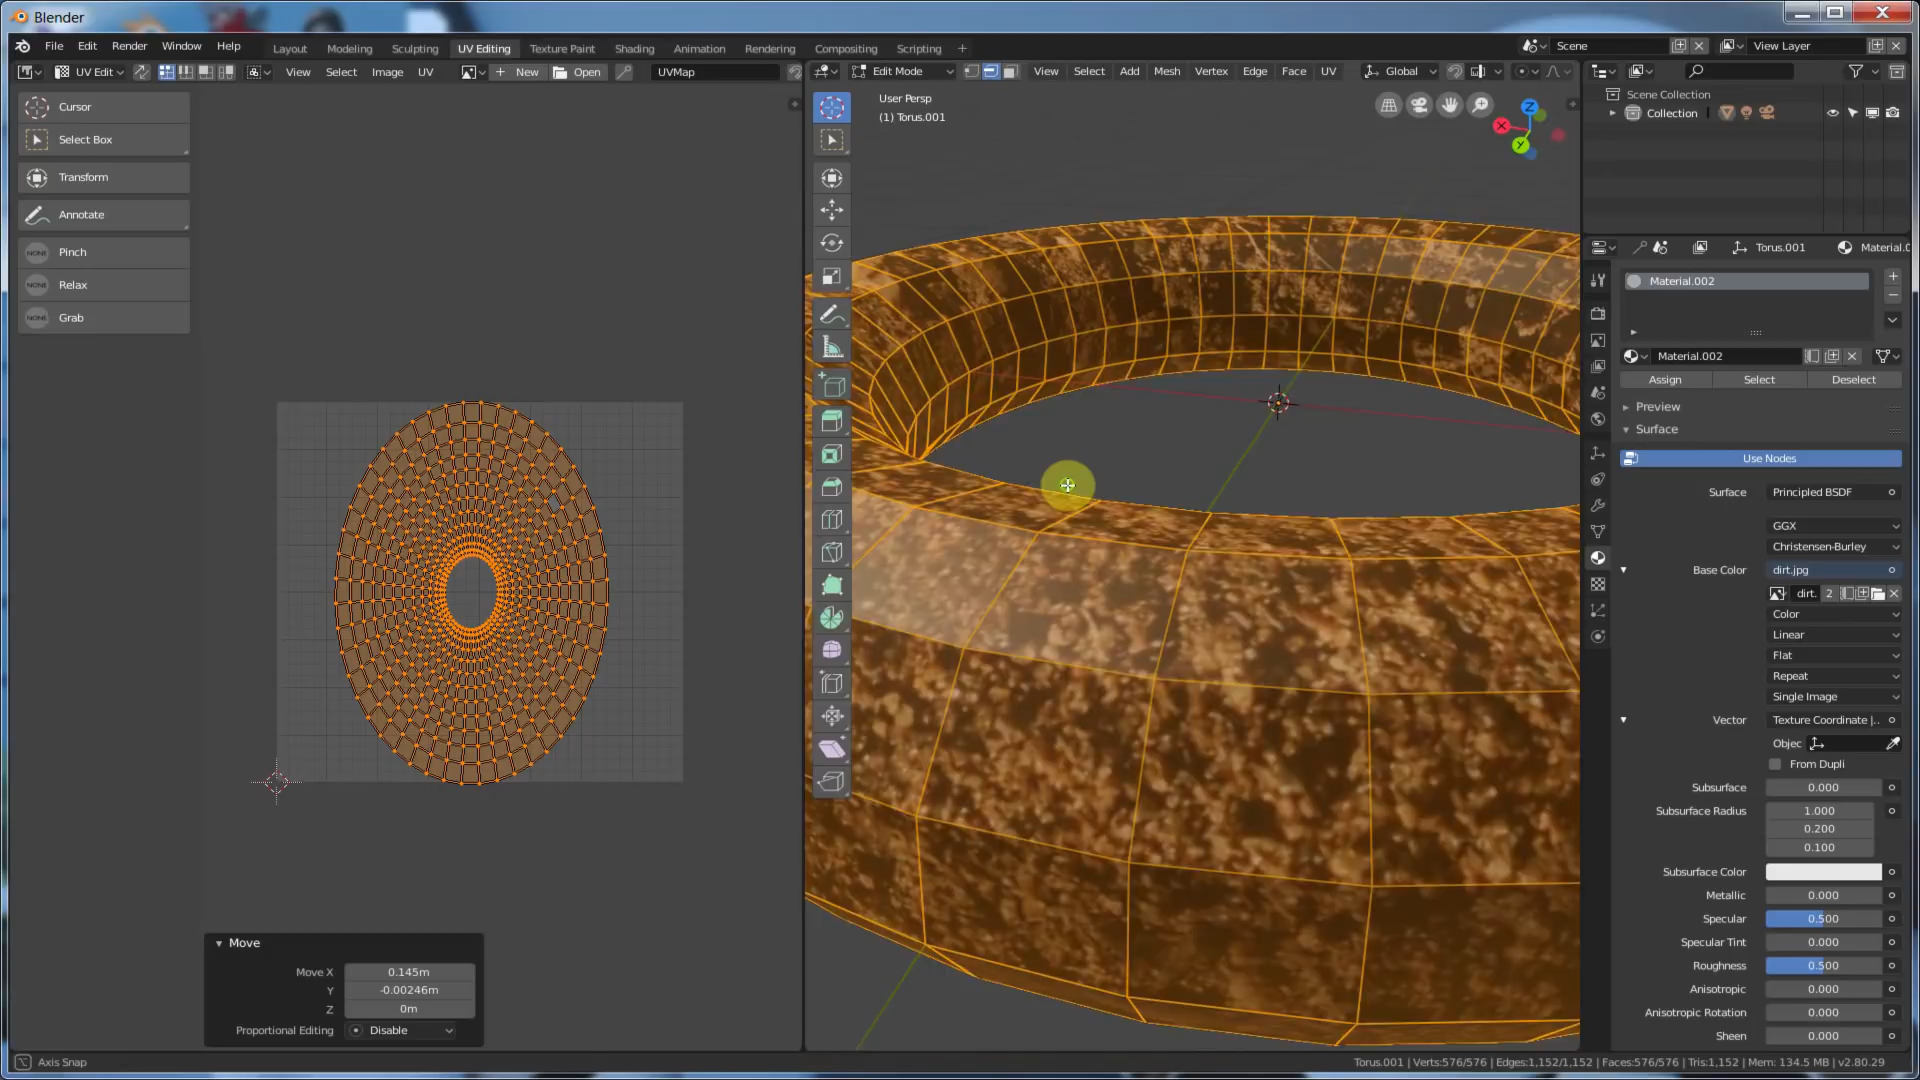 Blender
File Edit Render Window Help
Layout Modeling Sculpting UV Editing Texture Paint Shading Animation Rendering Compositing Scripting +
Scene
View Layer
UV Edit
View Select Image UV
New
Open
UVMap
Edit Mode
View Select Add Mesh Vertex Edge Face UV
Global
Cursor
Select Box
Transform
Annotate
NONE Pinch
NONE Relax
NONE Grab
User Persp
(1) Torus.001
Z
X
Y
Scene Collection
Collection
Torus.001
Material.0
Material.002
Material.002
Assign
Select
Deselect
Preview
Surface
Use Nodes
Surface Principled BSDF
GGX
Christensen-Burley
Base Color dirt.jpg
dirt. 2
Color
Linear
Flat
Repeat
Single Image
Vector Texture Coordinate |..
Objec
From Dupli
Subsurface 0.000
Subsurface Radius 1.000
0.200
0.100
Subsurface Color
Metallic 0.000
Specular 0.500
Specular Tint 0.000
Roughness 0.500
Anisotropic 0.000
Anisotropic Rotation 0.000
Sheen 0.000
Move
Move X 0.145m
Y -0.00246m
Z 0m
Proportional Editing Disable
Axis Snap
Torus.001 | Verts:576/576 | Edges:1,152/1,152 | Faces:576/576 | Tris:1,152 | Mem: 134.5 MB | v2.80.29